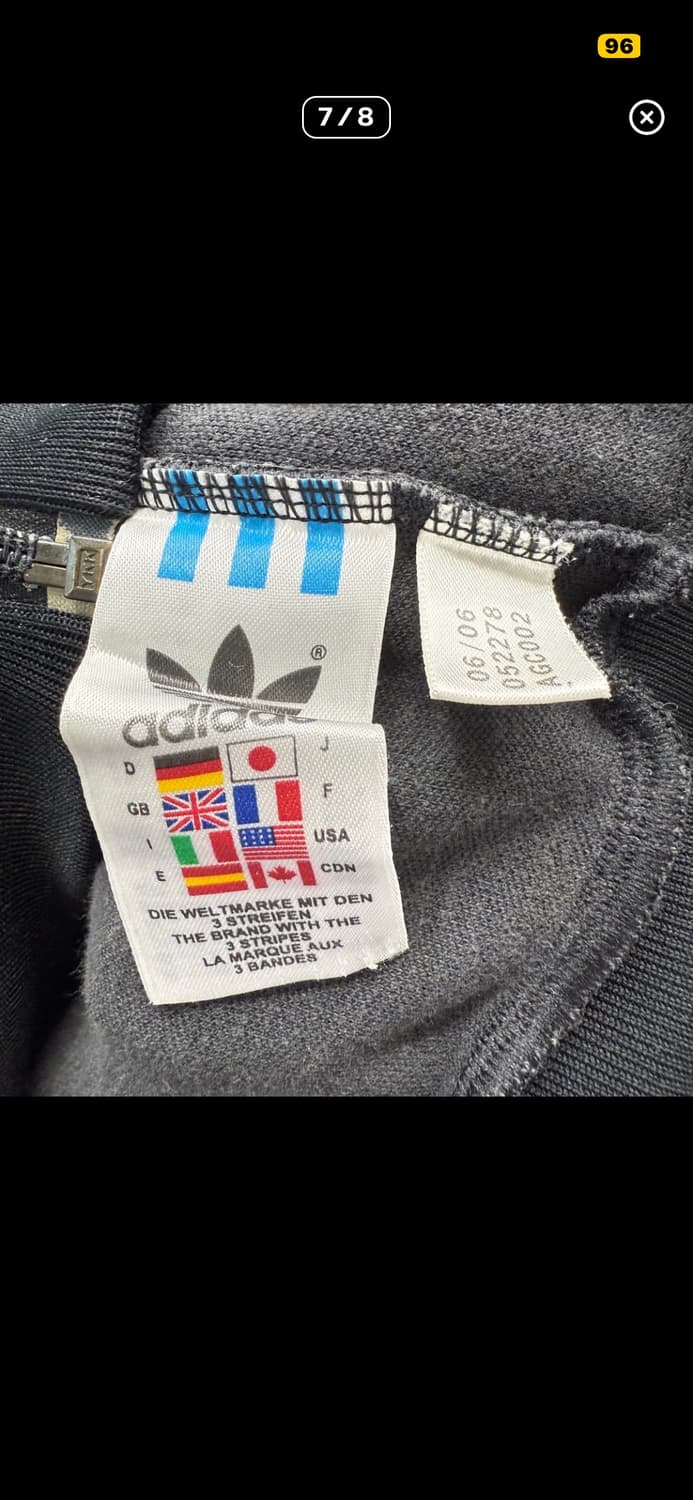 96
7/8
YKK
®
adidas
D
J
GB
F
I
USA
E
CDN
DIE WELTMARKE MIT DEN
3 STREIFEN
THE BRAND WITH THE
3 STRIPES
LA MARQUE AUX
3 BANDES
06/06
052278
AGC002